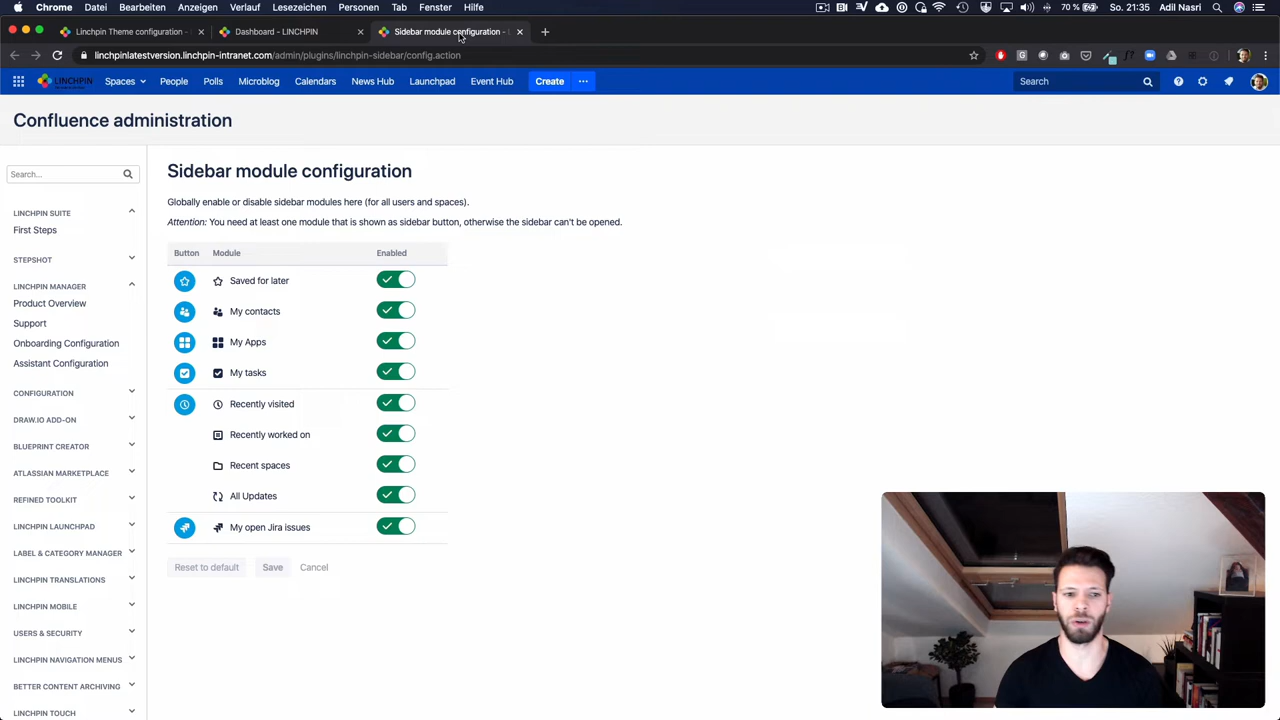 Chrome Datei Bearbeiten Anzeigen Verlauf Lesezeichen Personen Tab Fenster Hilfe 70 % So. 21:35 Adil Nasri
Linchpin Theme configuration - Dashboard - LINCHPIN Sidebar module configuration - L
linchpinlatestversion.linchpin-intranet.com/admin/plugins/linchpin-sidebar/config.action
LINCHPIN Spaces People Polls Microblog Calendars News Hub Launchpad Event Hub Create ··· Search
Confluence administration
Search...
LINCHPIN SUITE
First Steps
STEPSHOT
LINCHPIN MANAGER
Product Overview
Support
Onboarding Configuration
Assistant Configuration
CONFIGURATION
DRAW.IO ADD-ON
BLUEPRINT CREATOR
ATLASSIAN MARKETPLACE
REFINED TOOLKIT
LINCHPIN LAUNCHPAD
LABEL & CATEGORY MANAGER
LINCHPIN TRANSLATIONS
LINCHPIN MOBILE
USERS & SECURITY
LINCHPIN NAVIGATION MENUS
BETTER CONTENT ARCHIVING
LINCHPIN TOUCH
Sidebar module configuration
Globally enable or disable sidebar modules here (for all users and spaces).
Attention: You need at least one module that is shown as sidebar button, otherwise the sidebar can't be opened.
Button Module Enabled
Saved for later
My contacts
My Apps
My tasks
Recently visited
Recently worked on
Recent spaces
All Updates
My open Jira issues
Reset to default Save Cancel